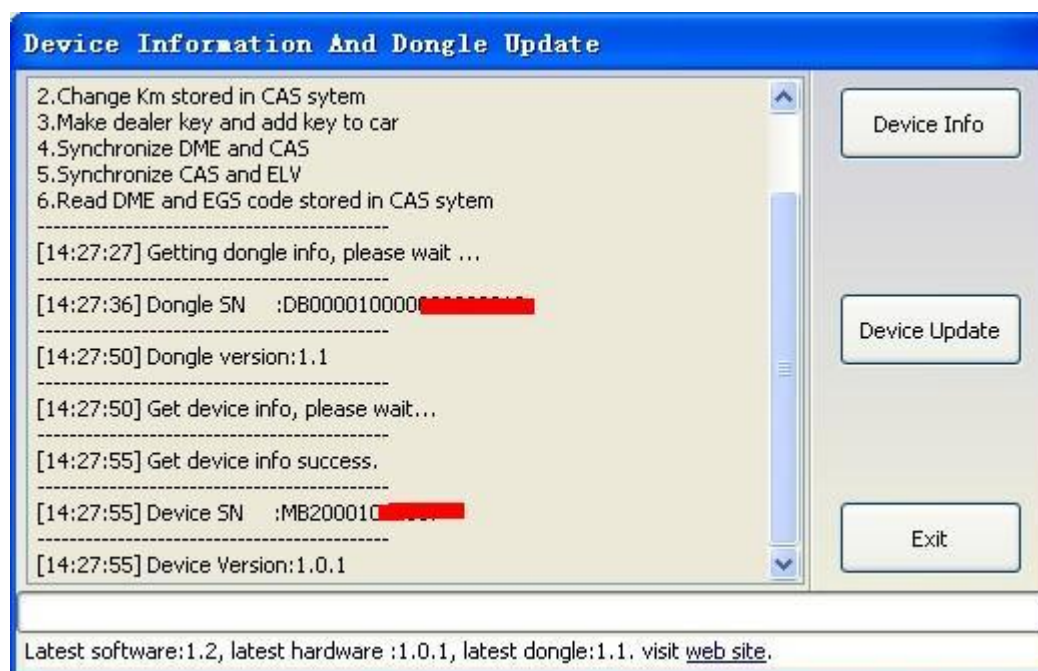 Device Information And Dongle Update
2.Change Km stored in CAS sytem
3.Make dealer key and add key to car
4.Synchronize DME and CAS
5.Synchronize CAS and ELV
6.Read DME and EGS code stored in CAS sytem
--------------------------------------------
[14:27:27] Getting dongle info, please wait ...
--------------------------------------------
[14:27:36] Dongle SN :DB000010000
--------------------------------------------
[14:27:50] Dongle version:1.1
--------------------------------------------
[14:27:50] Get device info, please wait...
--------------------------------------------
[14:27:55] Get device info success.
--------------------------------------------
[14:27:55] Device SN :MB200010
--------------------------------------------
[14:27:55] Device Version:1.0.1
Device Info
Device Update
Exit
Latest software:1.2, latest hardware :1.0.1, latest dongle:1.1. visit web site.